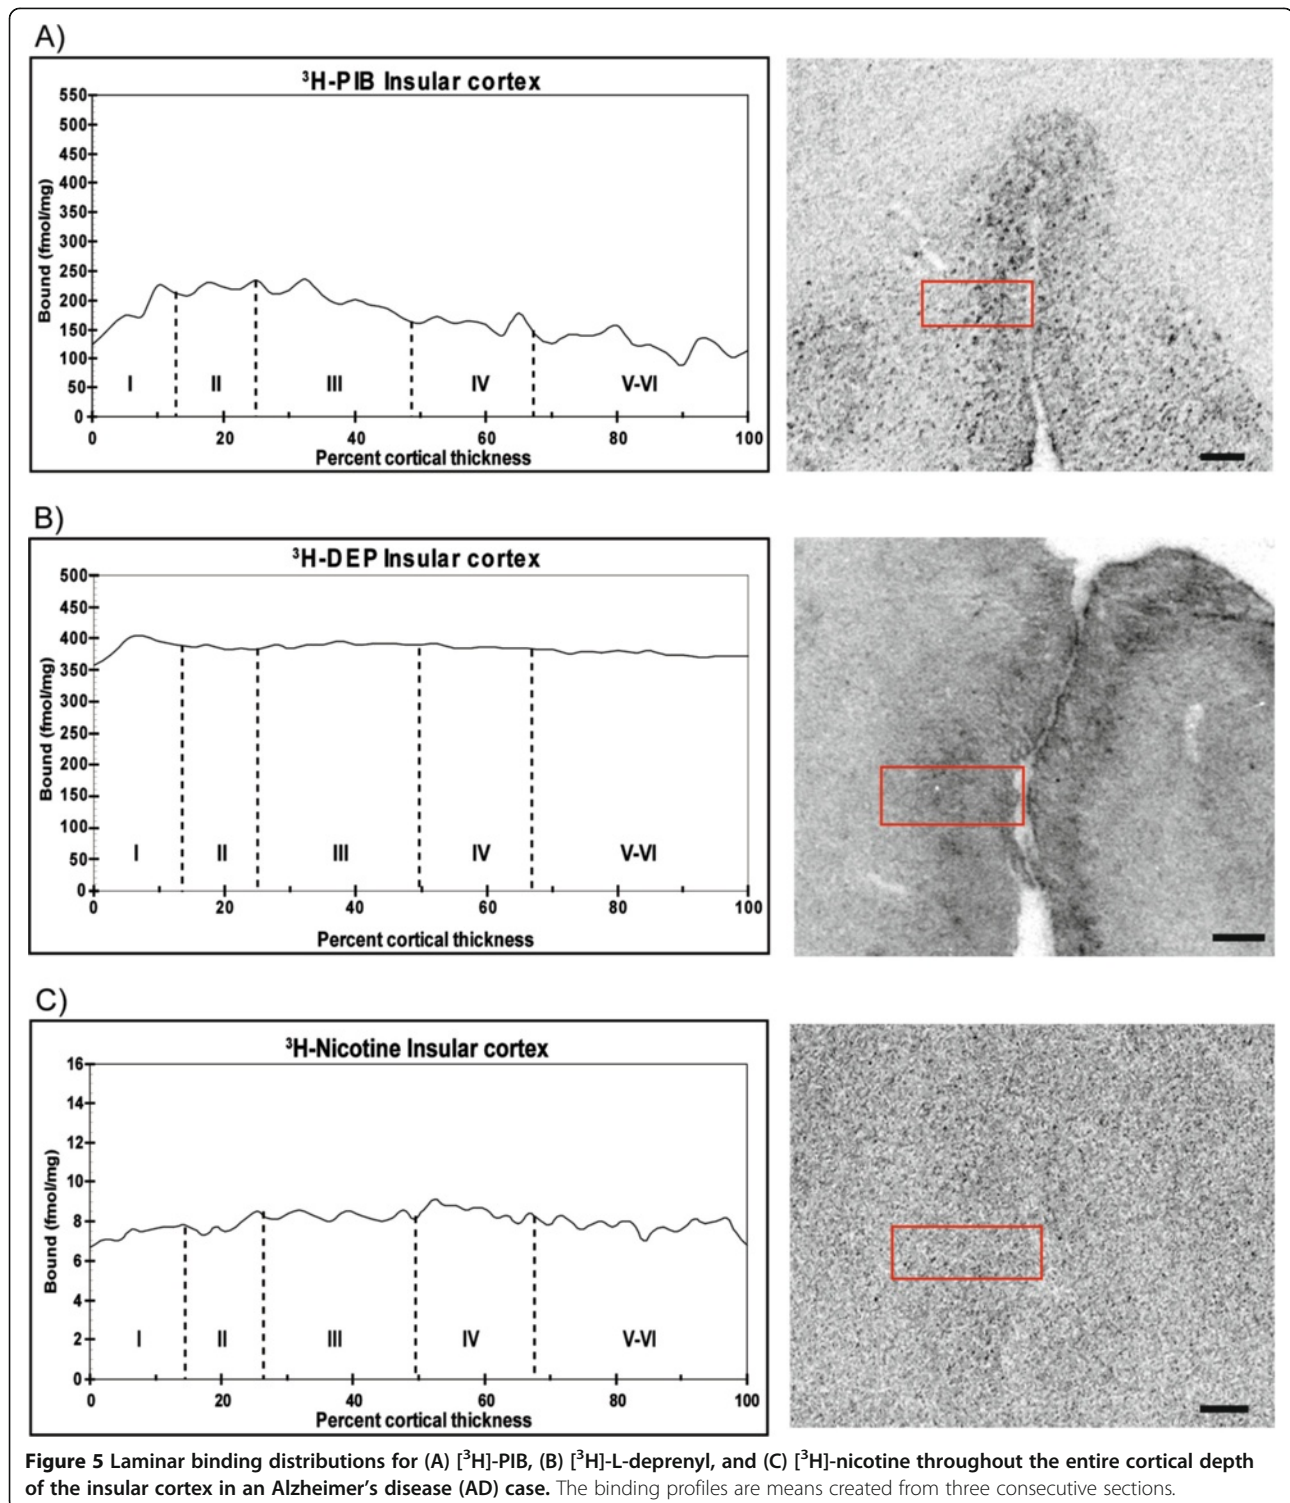 A)
³H-PIB Insular cortex
Bound (fmol/mg)
550
500
450
400
350
300
250
200
150
100
50
0
I II III IV V-VI
0 20 40 60 80 100
Percent cortical thickness
B)
³H-DEP Insular cortex
Bound (fmol/mg)
500
450
400
350
300
250
200
150
100
50
0
I II III IV V-VI
0 20 40 60 80 100
Percent cortical thickness
C)
³H-Nicotine Insular cortex
Bound (fmol/mg)
16
14
12
10
8
6
4
2
0
I II III IV V-VI
0 20 40 60 80 100
Percent cortical thickness
Figure 5 Laminar binding distributions for (A) [³H]-PIB, (B) [³H]-L-deprenyl, and (C) [³H]-nicotine throughout the entire cortical depth
of the insular cortex in an Alzheimer's disease (AD) case. The binding profiles are means created from three consecutive sections.